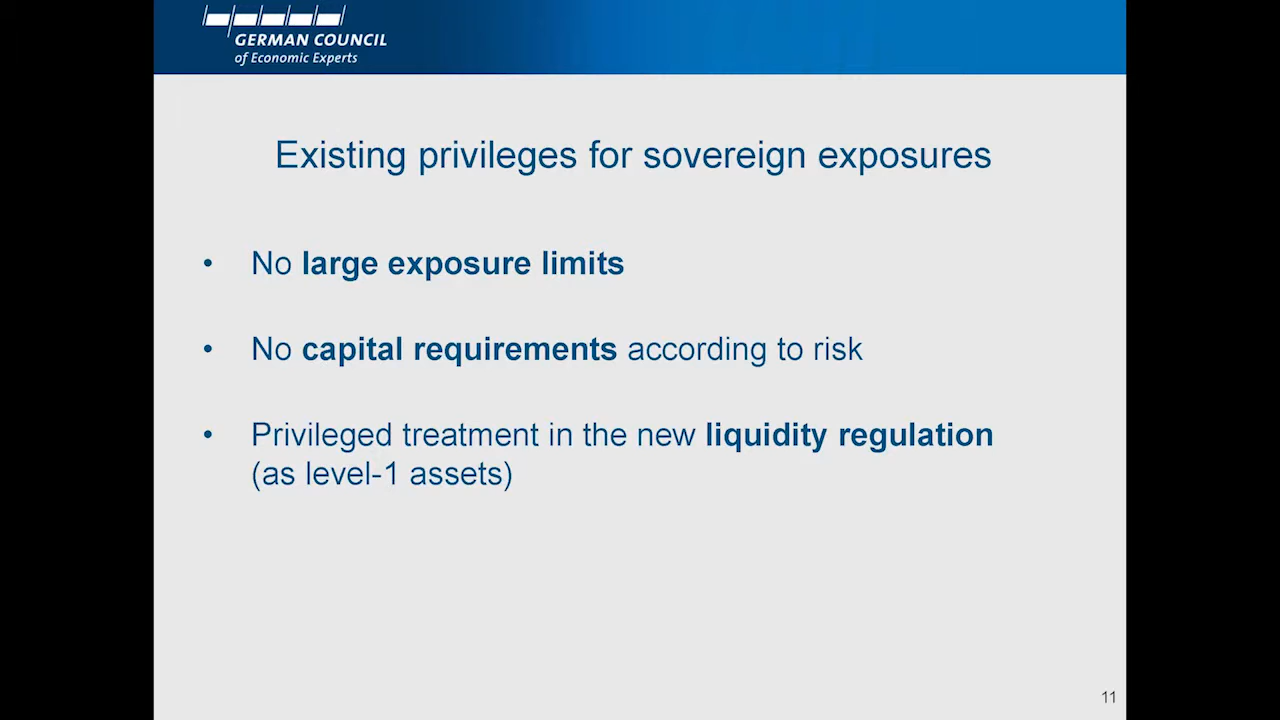 GERMAN COUNCIL
of Economic Experts
Existing privileges for sovereign exposures
• No large exposure limits
• No capital requirements according to risk
• Privileged treatment in the new liquidity regulation
(as level-1 assets)
11